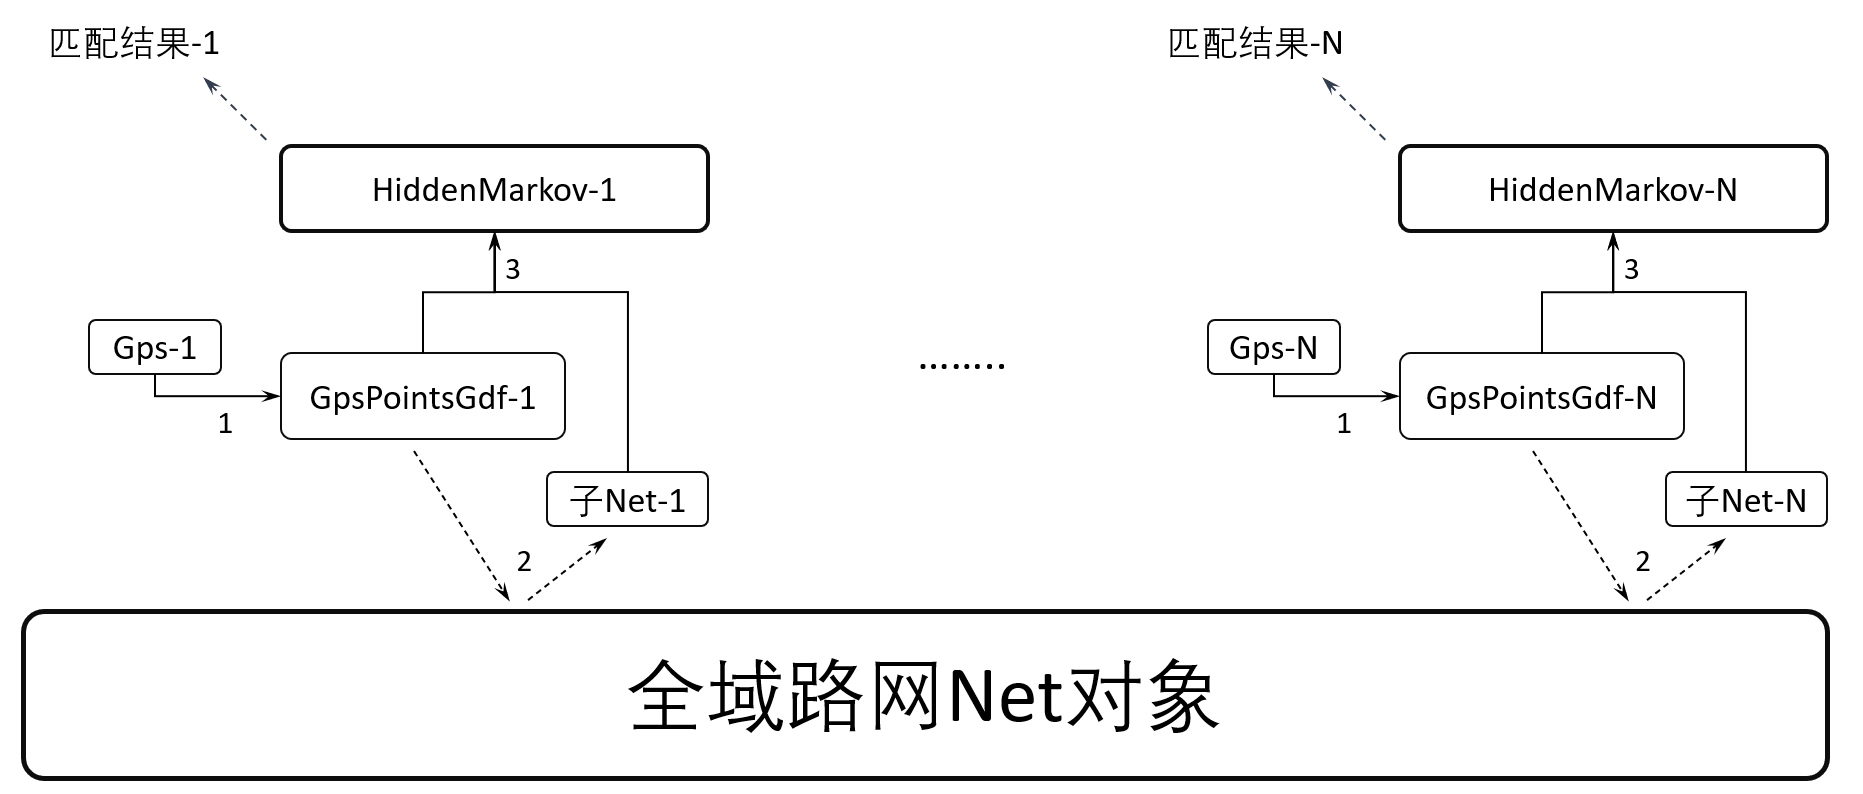 匹配结果-1
匹配结果-N
HiddenMarkov-1
HiddenMarkov-N
3
3
Gps-1
Gps-N
........
GpsPointsGdf-1
GpsPointsGdf-N
1
1
子Net-1
子Net-N
2
2
全域路网Net对象